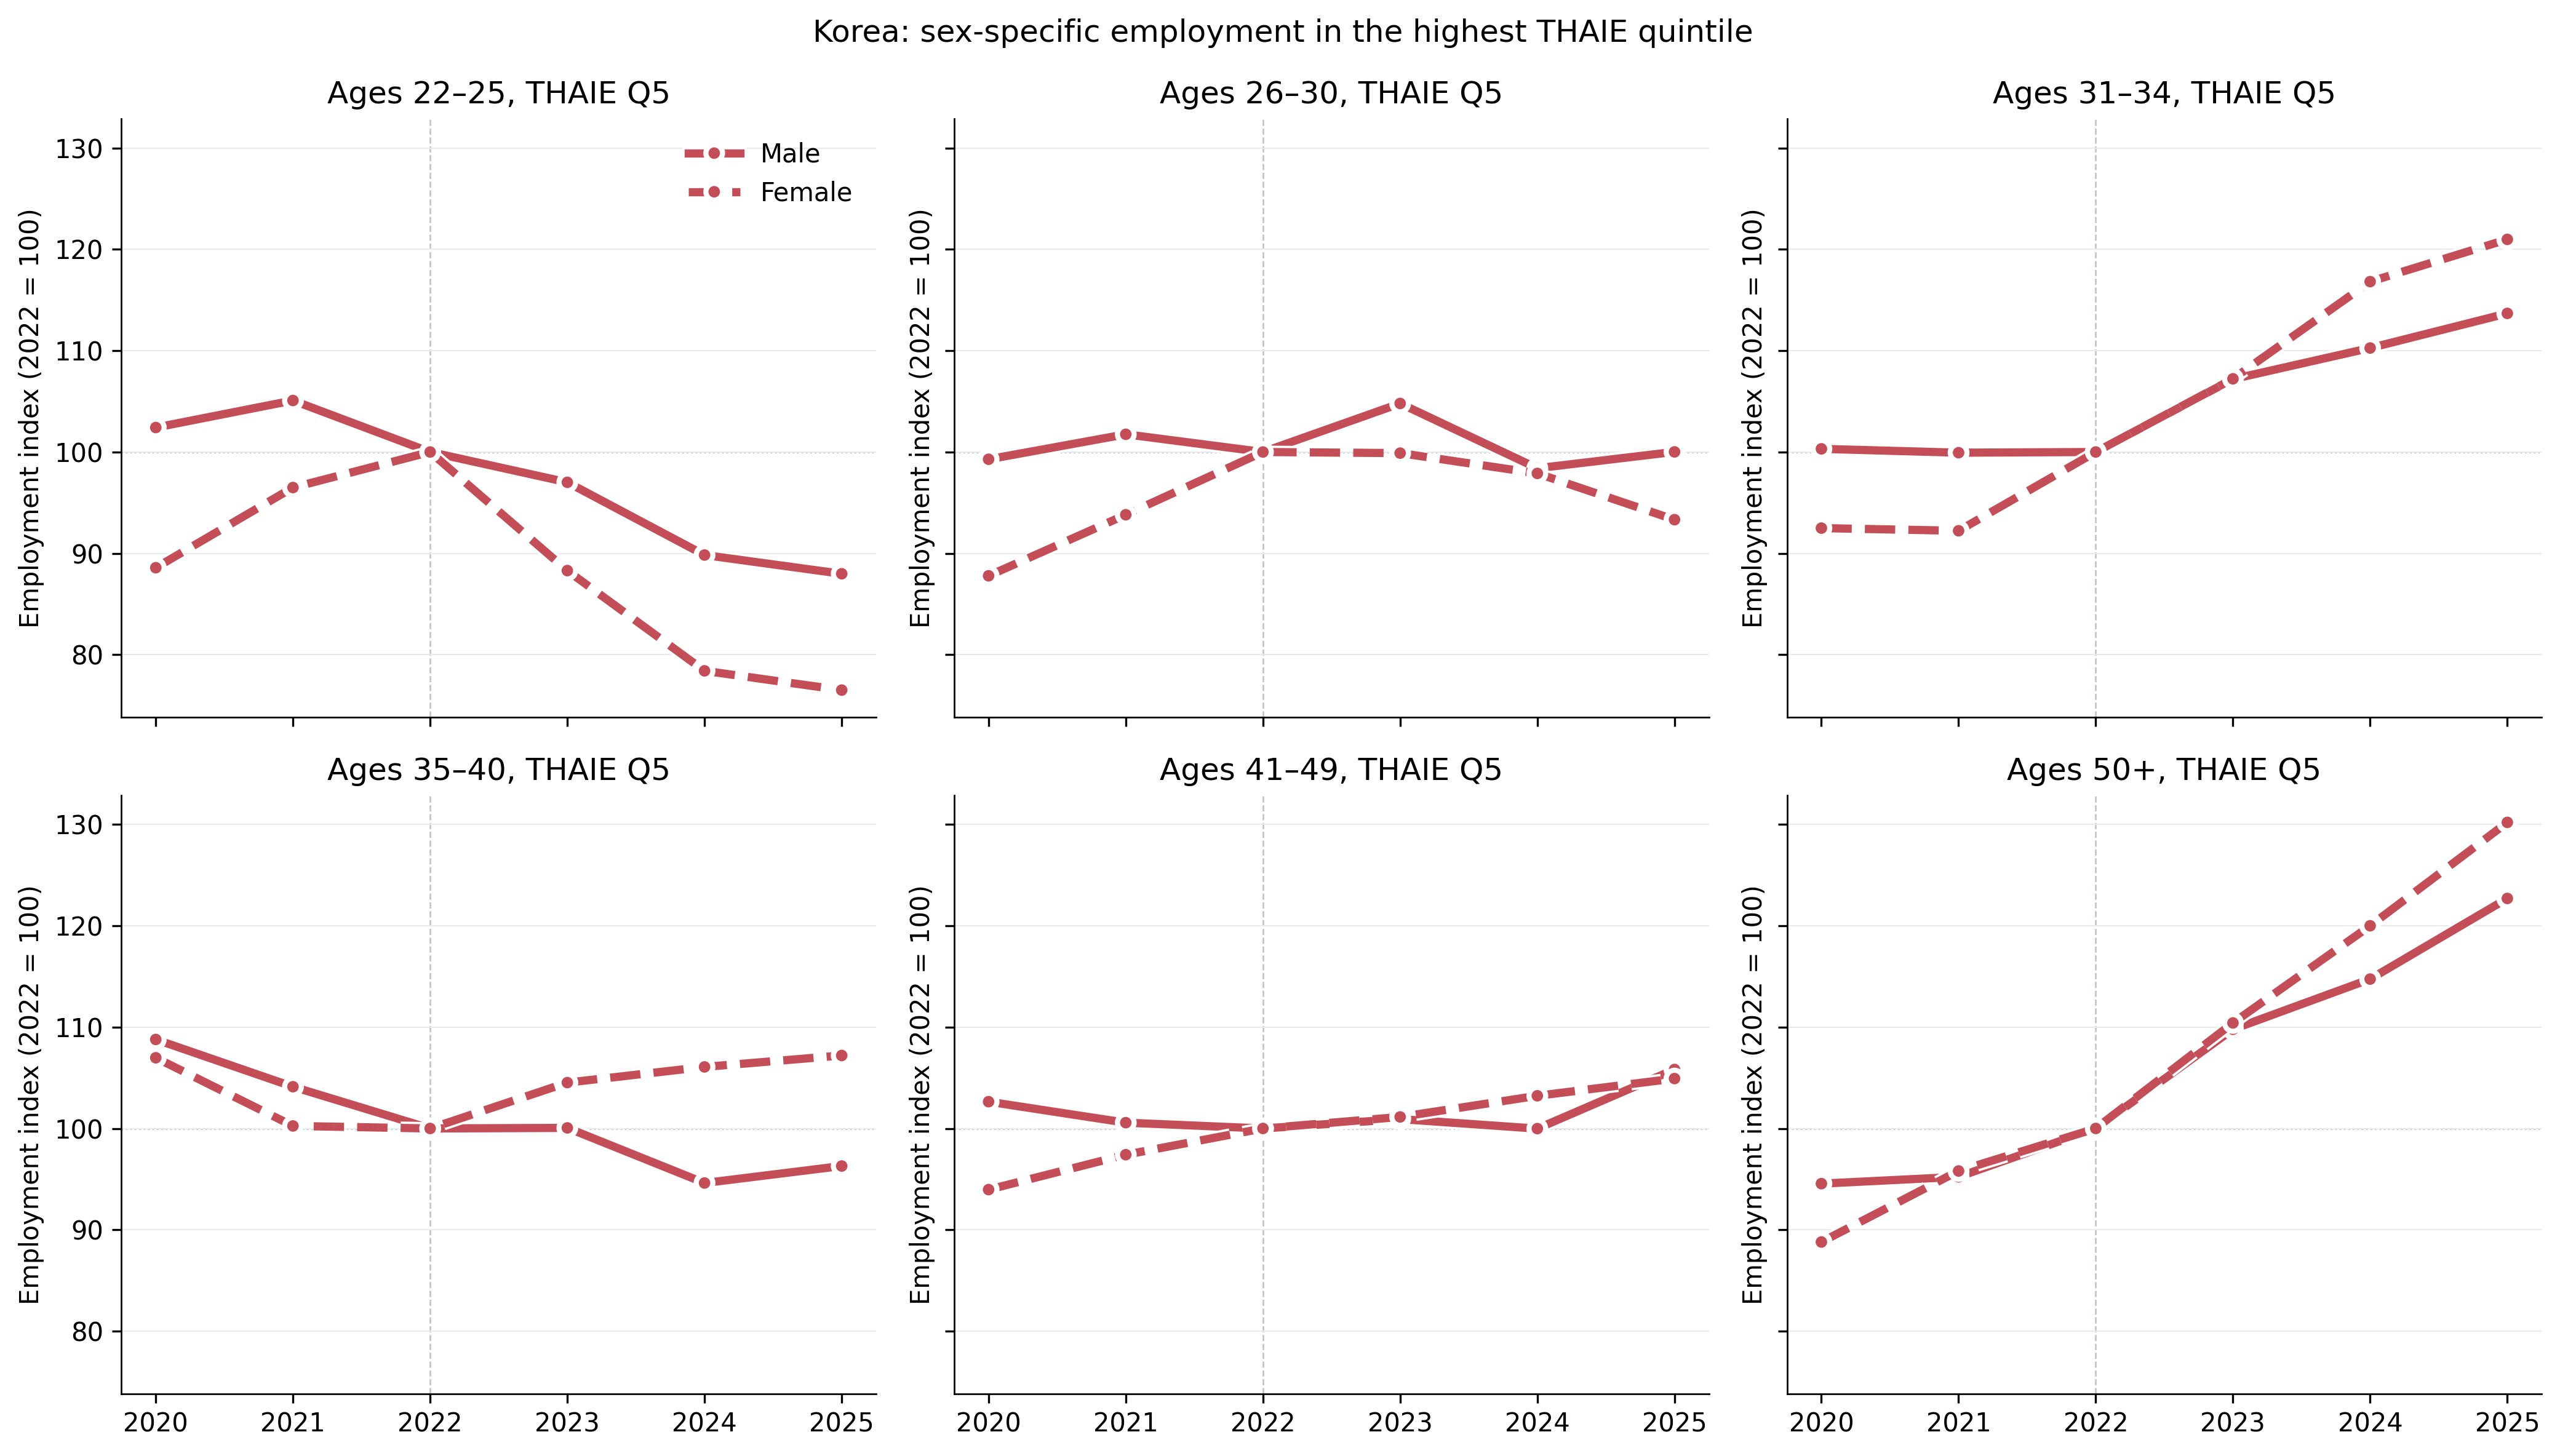 Korea: sex-specific employment in the highest THAIE quintile
Ages 22–25, THAIE Q5
Employment index (2022 = 100)
130
120
110
100
90
80
Male
Female
Ages 26–30, THAIE Q5
Employment index (2022 = 100)
Ages 31–34, THAIE Q5
Employment index (2022 = 100)
Ages 35–40, THAIE Q5
Employment index (2022 = 100)
130
120
110
100
90
80
2020 2021 2022 2023 2024 2025
Ages 41–49, THAIE Q5
Employment index (2022 = 100)
2020 2021 2022 2023 2024 2025
Ages 50+, THAIE Q5
Employment index (2022 = 100)
2020 2021 2022 2023 2024 2025